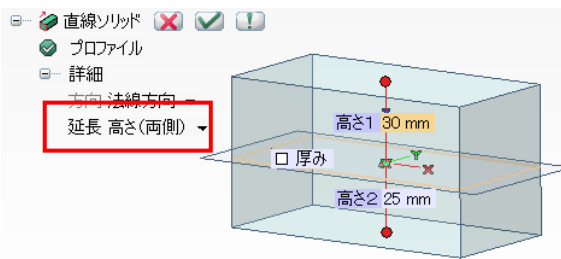 直線ソリッド
プロファイル
詳細
方向 法線方向
延長 高さ(両側)
高さ1 30 mm
厚み
Y
X
高さ2 25 mm